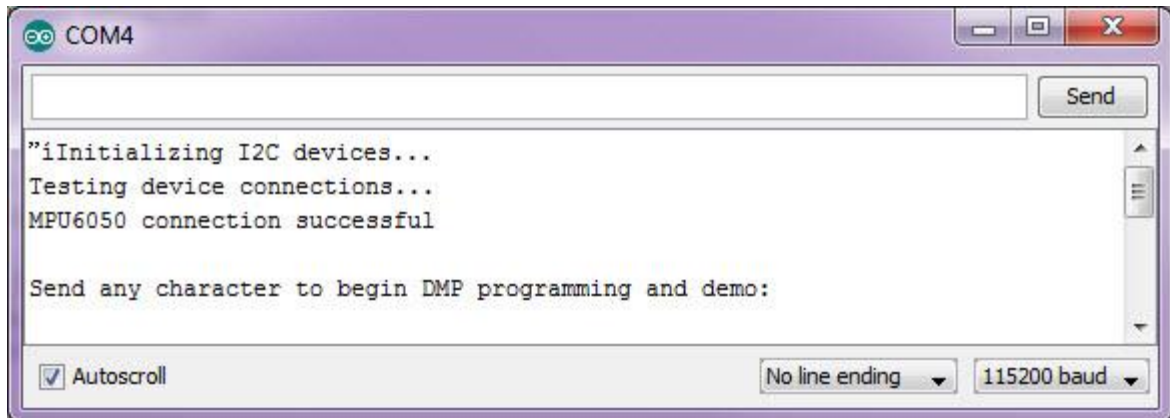 COM4
Send
”íInitializing I2C devices...
Testing device connections...
MPU6050 connection successful
Send any character to begin DMP programming and demo:
Autoscroll
No line ending
115200 baud